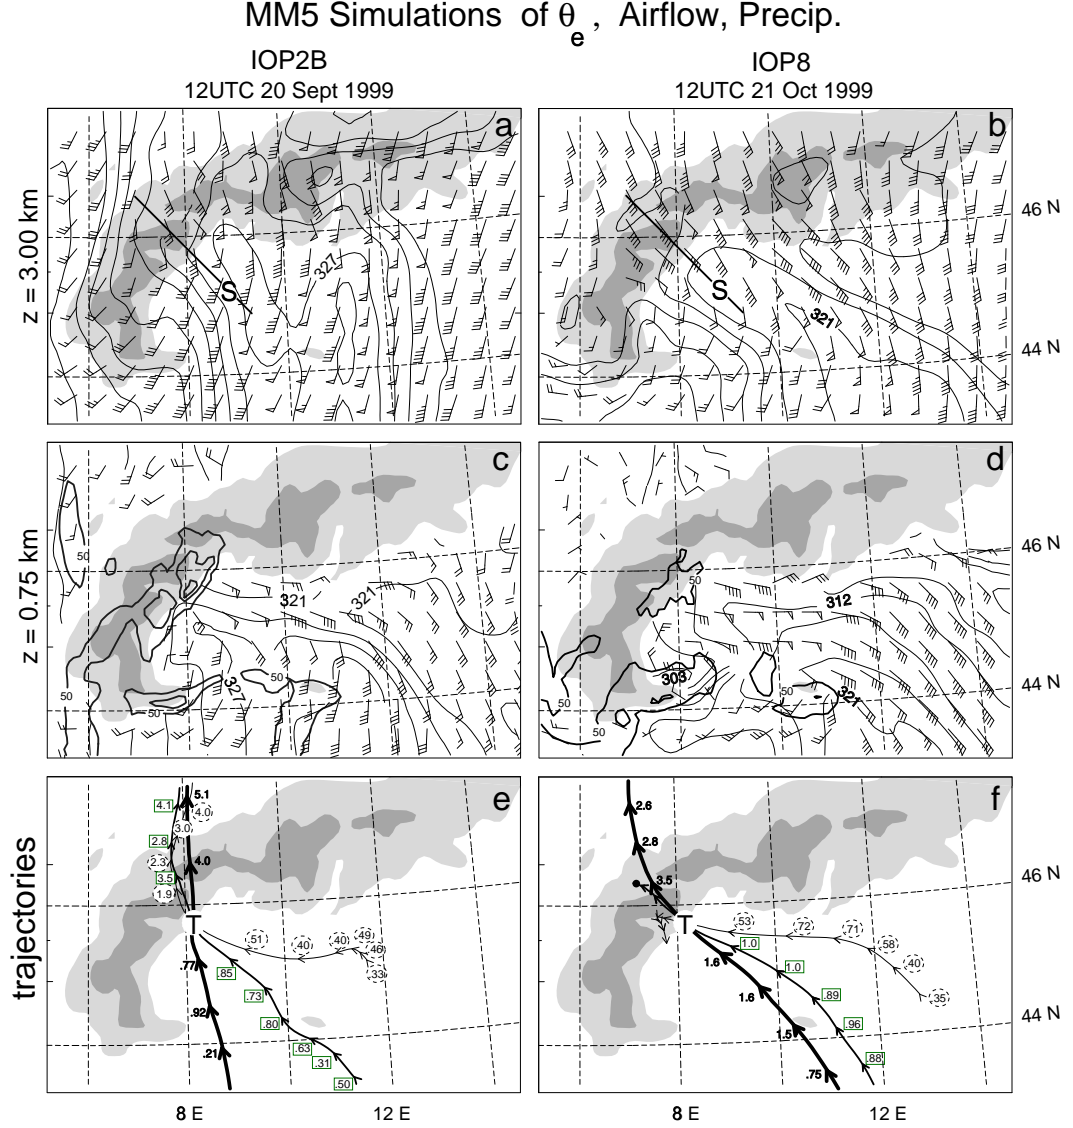 MM5 Simulations of θe , Airflow, Precip.
IOP2B
12UTC 20 Sept 1999
IOP8
12UTC 21 Oct 1999
z = 3.00 km
a
327
S
b
321
S
46 N
44 N
z = 0.75 km
c
50
321
321
327
50
50
50
d
50
312
303
50
321
50
50
46 N
44 N
trajectories
e
5.1
4.1
4.0
3.0
2.8
2.3
4.0
3.5
1.9
T
.51
.40
.40
.49
.46
.33
.77
.85
.73
.92
.80
.63
.21
.31
.50
f
2.6
2.8
3.5
T
.53
.72
.71
.58
.40
.35
1.0
1.6
1.0
1.6
.89
1.5
.96
.88
.75
46 N
44 N
8 E
12 E
8 E
12 E